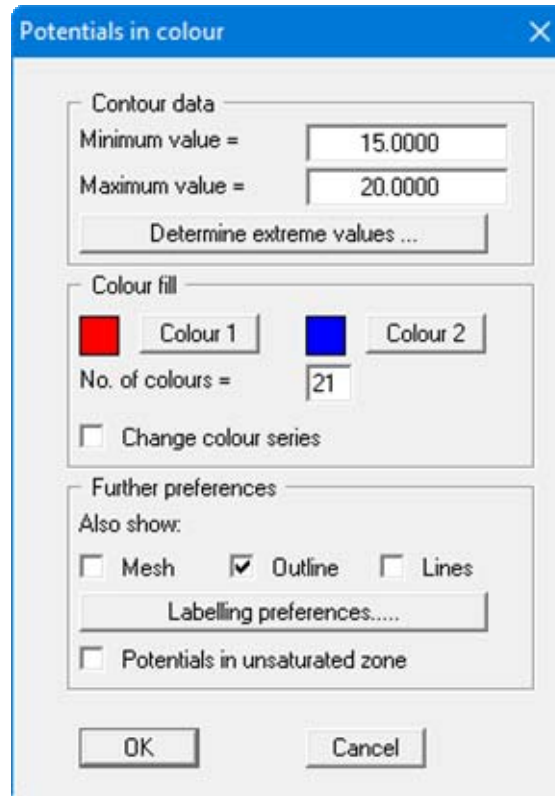 Potentials in colour
Contour data
Minimum value = 15.0000
Maximum value = 20.0000
Determine extreme values ...
Colour fill
Colour 1 Colour 2
No. of colours = 21
Change colour series
Further preferences
Also show:
Mesh Outline Lines
Labelling preferences.....
Potentials in unsaturated zone
OK Cancel